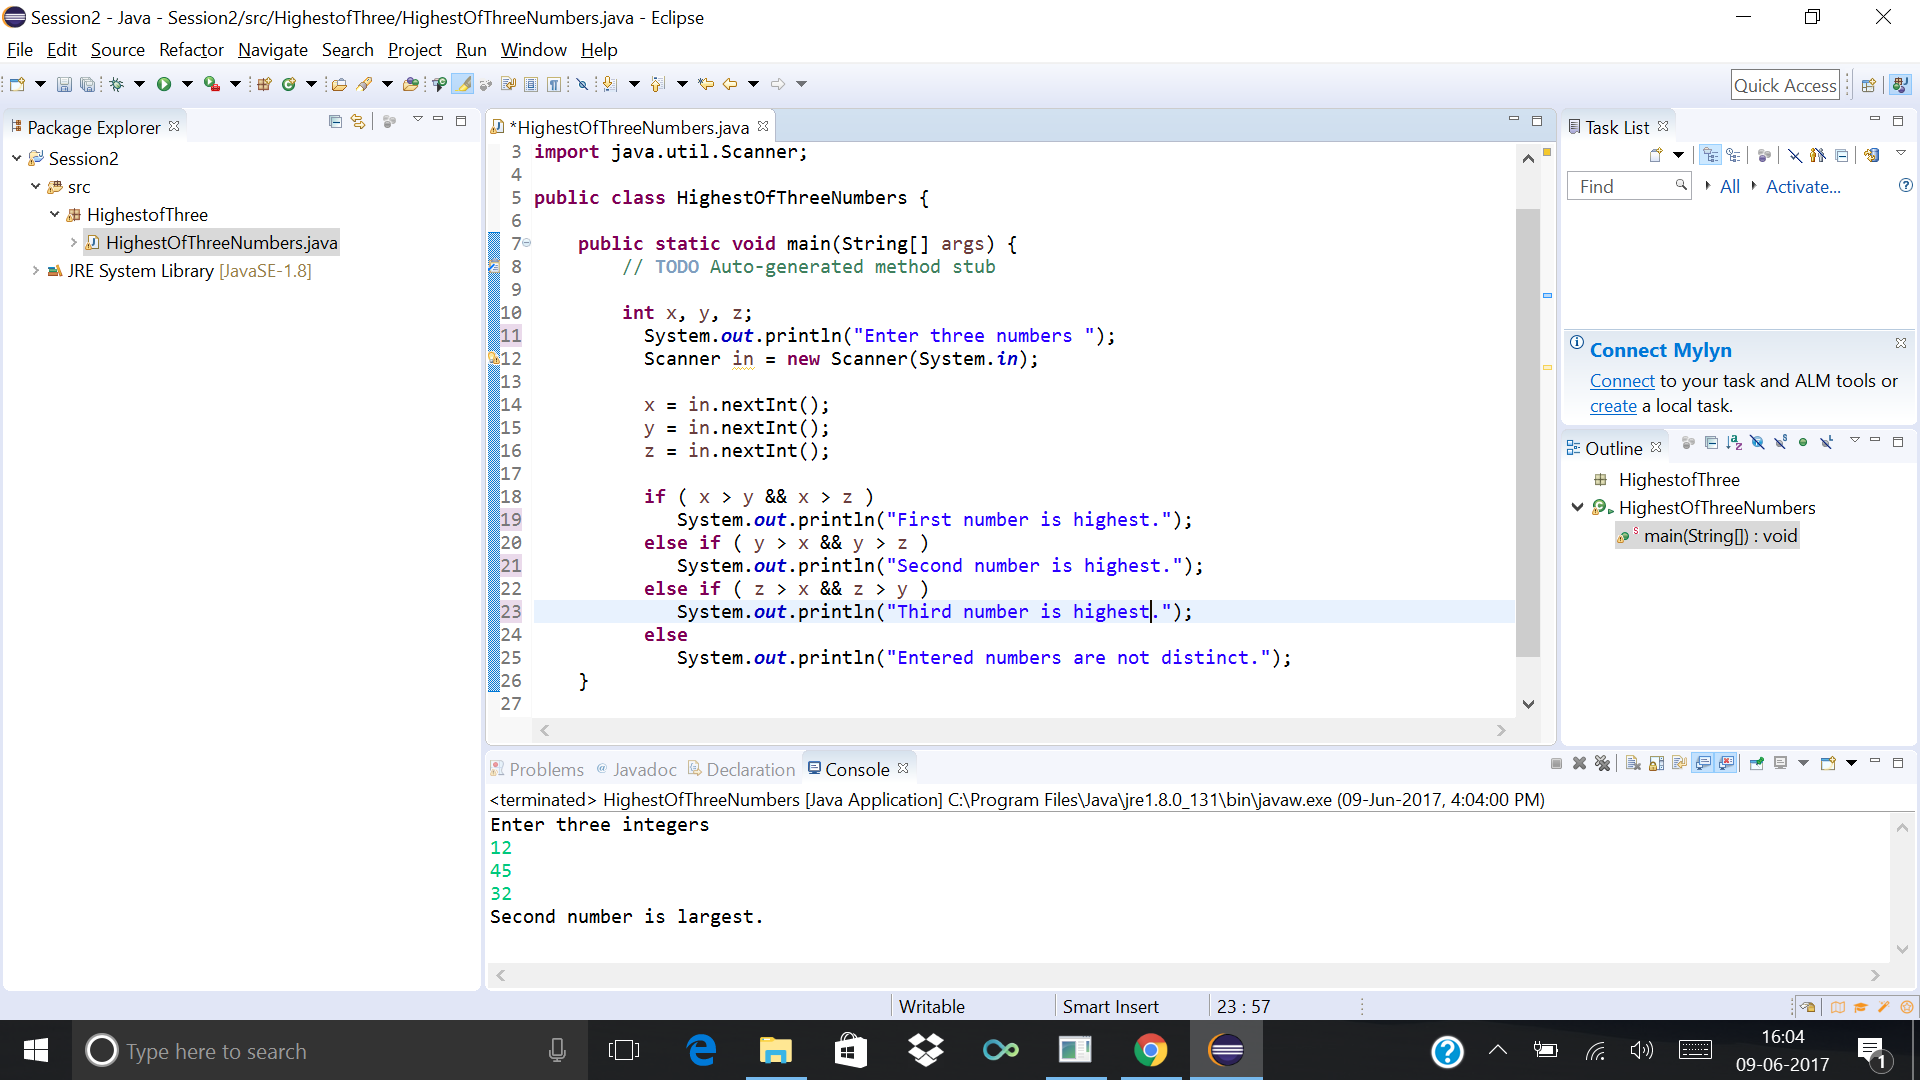 Session2 - Java - Session2/src/HighestofThree/HighestOfThreeNumbers.java - Eclipse
File Edit Source Refactor Navigate Search Project Run Window Help
Quick Access
Package Explorer
Session2
src
HighestofThree
HighestOfThreeNumbers.java
JRE System Library [JavaSE-1.8]
*HighestOfThreeNumbers.java
3 import java.util.Scanner;
4
5 public class HighestOfThreeNumbers {
6
7 public static void main(String[] args) {
8 // TODO Auto-generated method stub
9
10 int x, y, z;
11 System.out.println("Enter three numbers ");
12 Scanner in = new Scanner(System.in);
13
14 x = in.nextInt();
15 y = in.nextInt();
16 z = in.nextInt();
17
18 if ( x > y && x > z )
19 System.out.println("First number is highest.");
20 else if ( y > x && y > z )
21 System.out.println("Second number is highest.");
22 else if ( z > x && z > y )
23 System.out.println("Third number is highest.");
24 else
25 System.out.println("Entered numbers are not distinct.");
26 }
27
Task List
Find All Activate...
Connect Mylyn
Connect to your task and ALM tools or
create a local task.
Outline
HighestofThree
HighestOfThreeNumbers
main(String[]) : void
Problems @ Javadoc Declaration Console
<terminated> HighestOfThreeNumbers [Java Application] C:\Program Files\Java\jre1.8.0_131\bin\javaw.exe (09-Jun-2017, 4:04:00 PM)
Enter three integers
12
45
32
Second number is largest.
Writable Smart Insert 23 : 57
Type here to search
16:04
09-06-2017
1